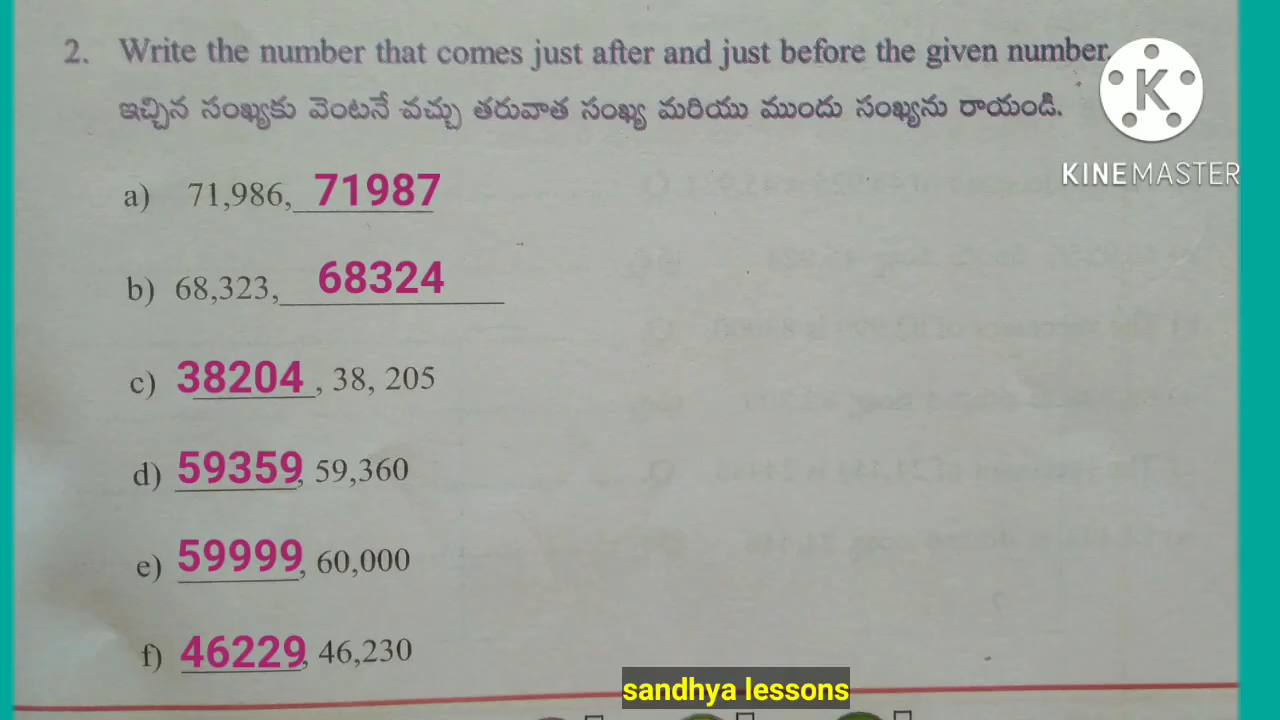 2. Write the number that comes just after and just before the given number.
ఇచ్చిన సంఖ్యకు వెంటనే వచ్చు తరువాత సంఖ్య మరియు ముందు సంఖ్యను రాయండి.
K
KINEMASTER
a) 71,986, 71987
b) 68,323, 68324
c) 38204, 38, 205
d) 59359, 59,360
e) 59999, 60,000
f) 46229, 46,230
sandhya lessons